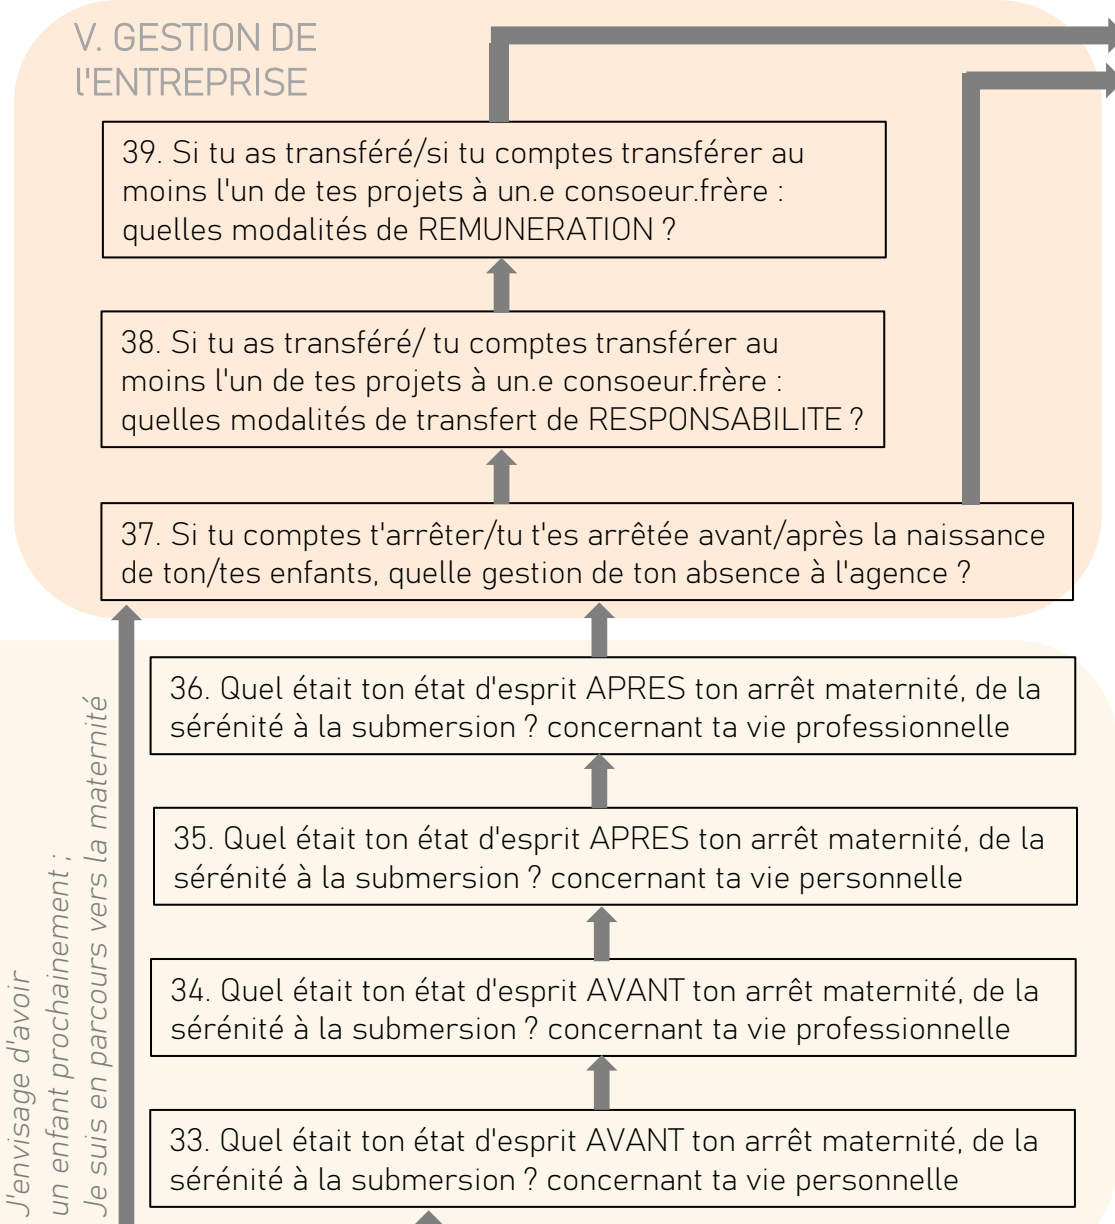 V. GESTION DE
l'ENTREPRISE
39. Si tu as transféré/si tu comptes transférer au
moins l'un de tes projets à un.e consoeur.frère :
quelles modalités de REMUNERATION ?
38. Si tu as transféré/ tu comptes transférer au
moins l'un de tes projets à un.e consoeur.frère :
quelles modalités de transfert de RESPONSABILITE ?
37. Si tu comptes t'arrêter/tu t'es arrêtée avant/après la naissance
de ton/tes enfants, quelle gestion de ton absence à l'agence ?
36. Quel était ton état d'esprit APRES ton arrêt maternité, de la
sérénité à la submersion ? concernant ta vie professionnelle
35. Quel était ton état d'esprit APRES ton arrêt maternité, de la
sérénité à la submersion ? concernant ta vie personnelle
34. Quel était ton état d'esprit AVANT ton arrêt maternité, de la
sérénité à la submersion ? concernant ta vie professionnelle
33. Quel était ton état d'esprit AVANT ton arrêt maternité, de la
sérénité à la submersion ? concernant ta vie personnelle
J'envisage d'avoir
un enfant prochainement ;
Je suis en parcours vers la maternité